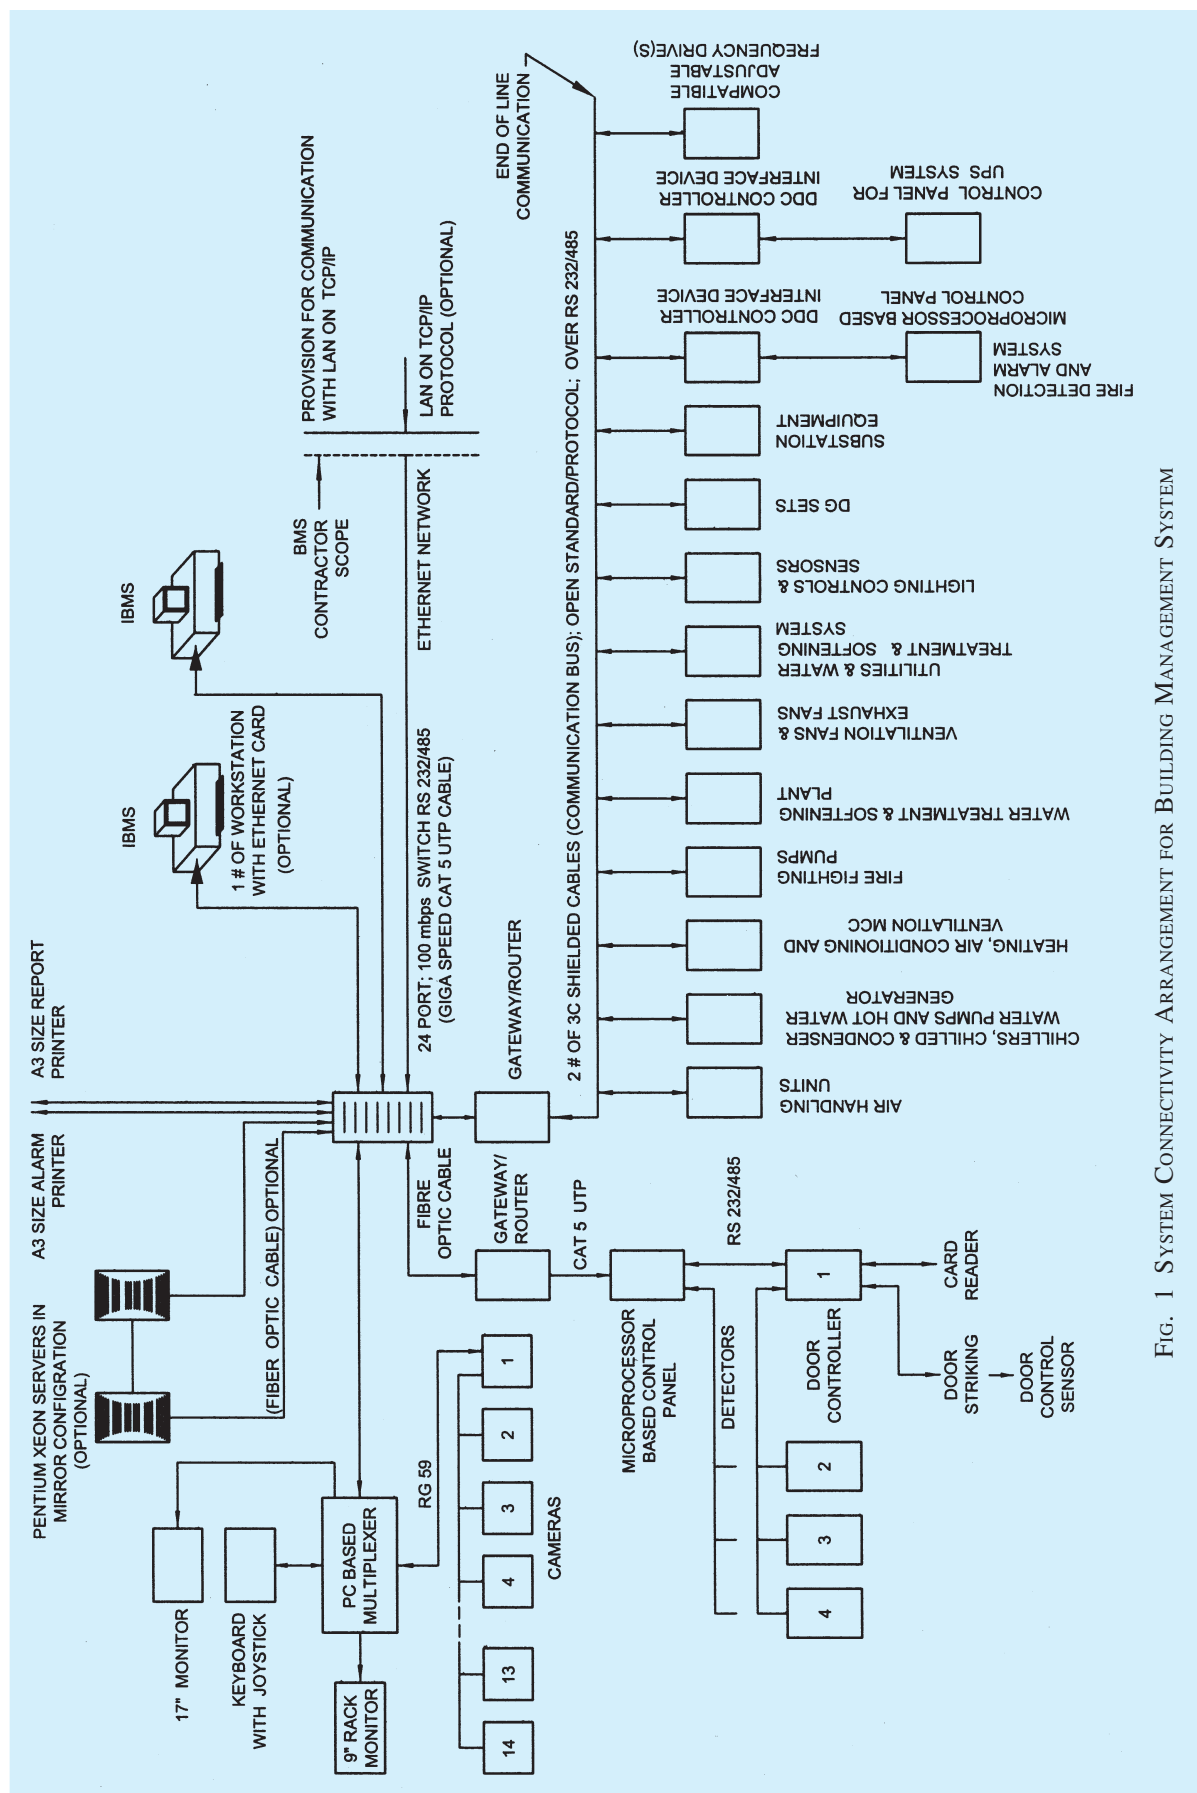 PENTIUM XEON SERVERS IN
MIRROR CONFIGRATION
(OPTIONAL)
A3 SIZE ALARM
PRINTER
A3 SIZE REPORT
PRINTER
IBMS
IBMS
1 # OF WORKSTATION
WITH ETHERNET CARD
(OPTIONAL)
(FIBER OPTIC CABLE) OPTIONAL
17" MONITOR
KEYBOARD
WITH JOYSTICK
9" RACK
MONITOR
PC BASED
MULTIPLEXER
RG 59
14
13
4
3
2
1
CAMERAS
PROVISION FOR COMMUNICATION
WITH LAN ON TCP/IP
BMS
CONTRACTOR
SCOPE
LAN ON TCP/IP
PROTOCOL (OPTIONAL)
ETHERNET NETWORK
24 PORT; 100 mbps SWITCH RS 232/485
(GIGA SPEED CAT 5 UTP CABLE)
FIBRE
OPTIC CABLE
GATEWAY/
ROUTER
GATEWAY/ROUTER
CAT 5 UTP
2 # OF 3C SHIELDED CABLES (COMMUNICATION BUS); OPEN STANDARD/PROTOCOL; OVER RS 232/485
END OF LINE
COMMUNICATION
MICROPROCESSOR
BASED CONTROL
PANEL
RS 232/485
DETECTORS
DOOR
CONTROLLER
4
3
2
1
CARD
READER
DOOR
STRIKING
DOOR
CONTROL
SENSOR
AIR HANDLING
UNITS
CHILLERS, CHILLED & CONDENSER
WATER PUMPS AND HOT WATER
GENERATOR
HEATING, AIR CONDITIONING AND
VENTILATION MCC
FIRE FIGHTING
PUMPS
WATER TREATMENT & SOFTENING
PLANT
VENTILATION FANS &
EXHAUST FANS
UTILITIES & WATER
TREATMENT & SOFTENING
SYSTEM
LIGHTING CONTROLS &
SENSORS
DG SETS
SUBSTATION
EQUIPMENT
DDC CONTROLLER
INTERFACE DEVICE
MICROPROCESSOR BASED
CONTROL PANEL
FIRE DETECTION
AND ALARM
SYSTEM
DDC CONTROLLER
INTERFACE DEVICE
CONTROL PANEL FOR
UPS SYSTEM
COMPATIBLE
ADJUSTABLE
FREQUENCY DRIVE(S)
FIG. 1 SYSTEM CONNECTIVITY ARRANGEMENT FOR BUILDING MANAGEMENT SYSTEM